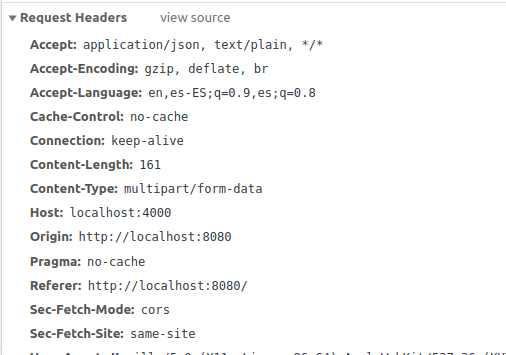 Request Headers view source
Accept: application/json, text/plain, */*
Accept-Encoding: gzip, deflate, br
Accept-Language: en,es-ES;q=0.9,es;q=0.8
Cache-Control: no-cache
Connection: keep-alive
Content-Length: 161
Content-Type: multipart/form-data
Host: localhost:4000
Origin: http://localhost:8080
Pragma: no-cache
Referer: http://localhost:8080/
Sec-Fetch-Mode: cors
Sec-Fetch-Site: same-site